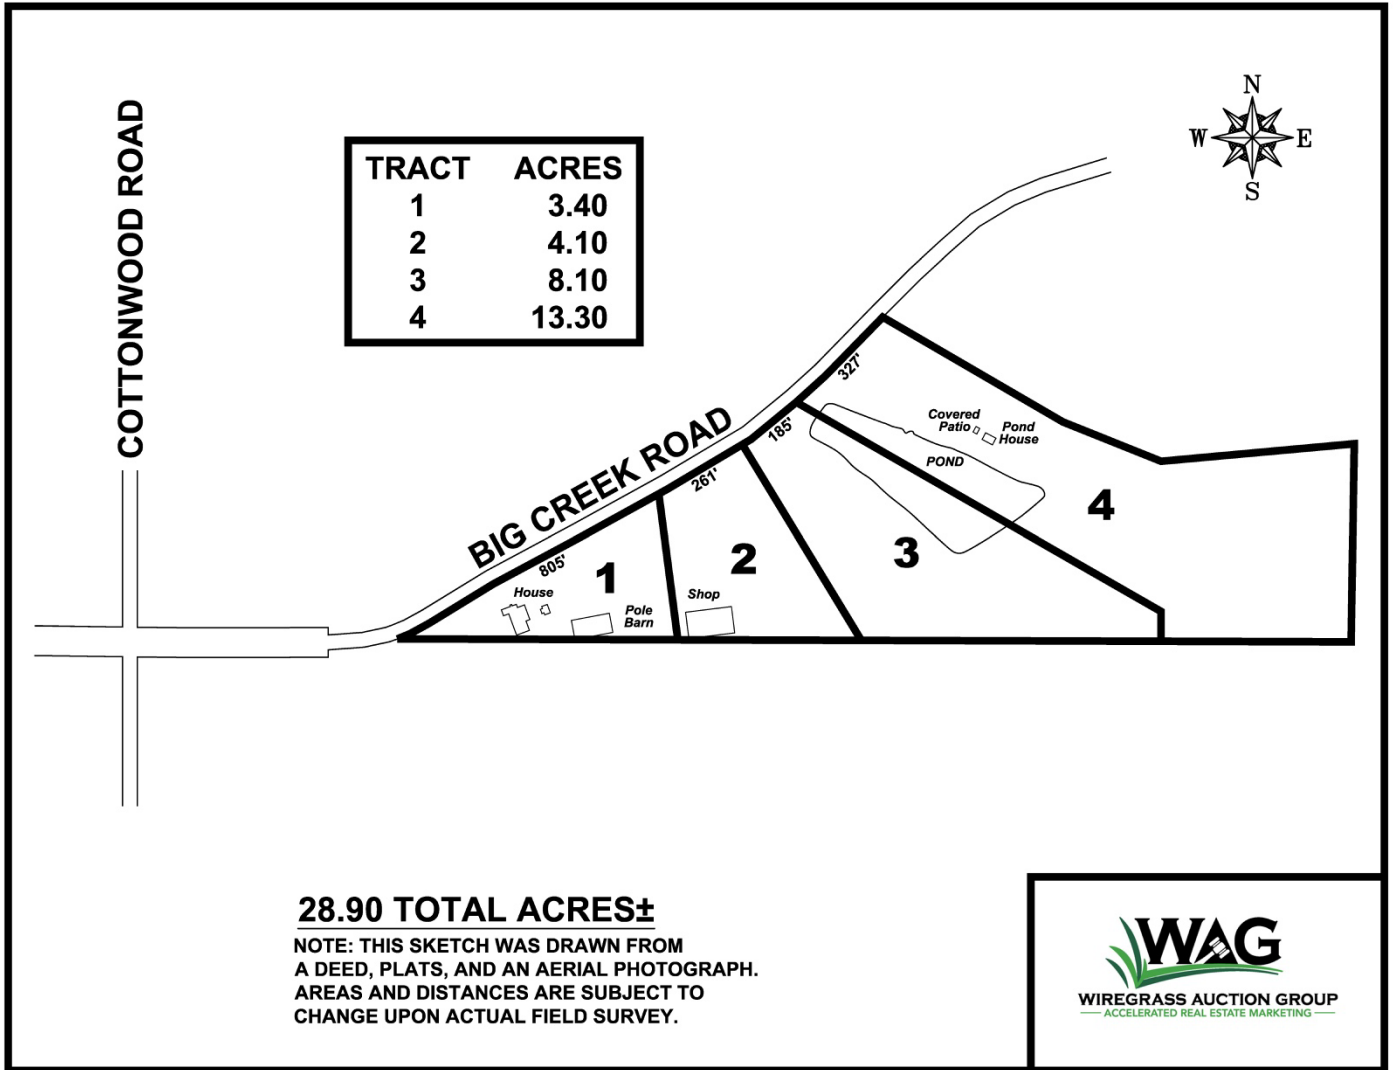 N
W E
S
COTTONWOOD ROAD
TRACT ACRES
1 3.40
2 4.10
3 8.10
4 13.30
BIG CREEK ROAD
327'
185'
261'
805'
Covered
Patio
Pond
House
POND
4
3
2
1
House
Pole
Barn
Shop
28.90 TOTAL ACRES±
NOTE: THIS SKETCH WAS DRAWN FROM
A DEED, PLATS, AND AN AERIAL PHOTOGRAPH.
AREAS AND DISTANCES ARE SUBJECT TO
CHANGE UPON ACTUAL FIELD SURVEY.
WAG
WIREGRASS AUCTION GROUP
ACCELERATED REAL ESTATE MARKETING